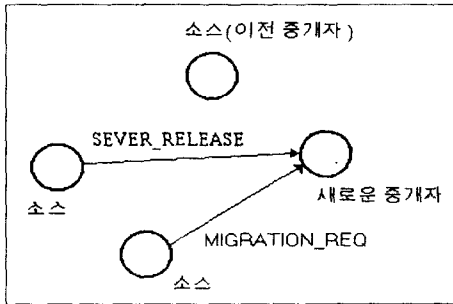 소스(이전 중개자)
SEVER_RELEASE
소스
새로운 중개자
MIGRATION_REQ
소스